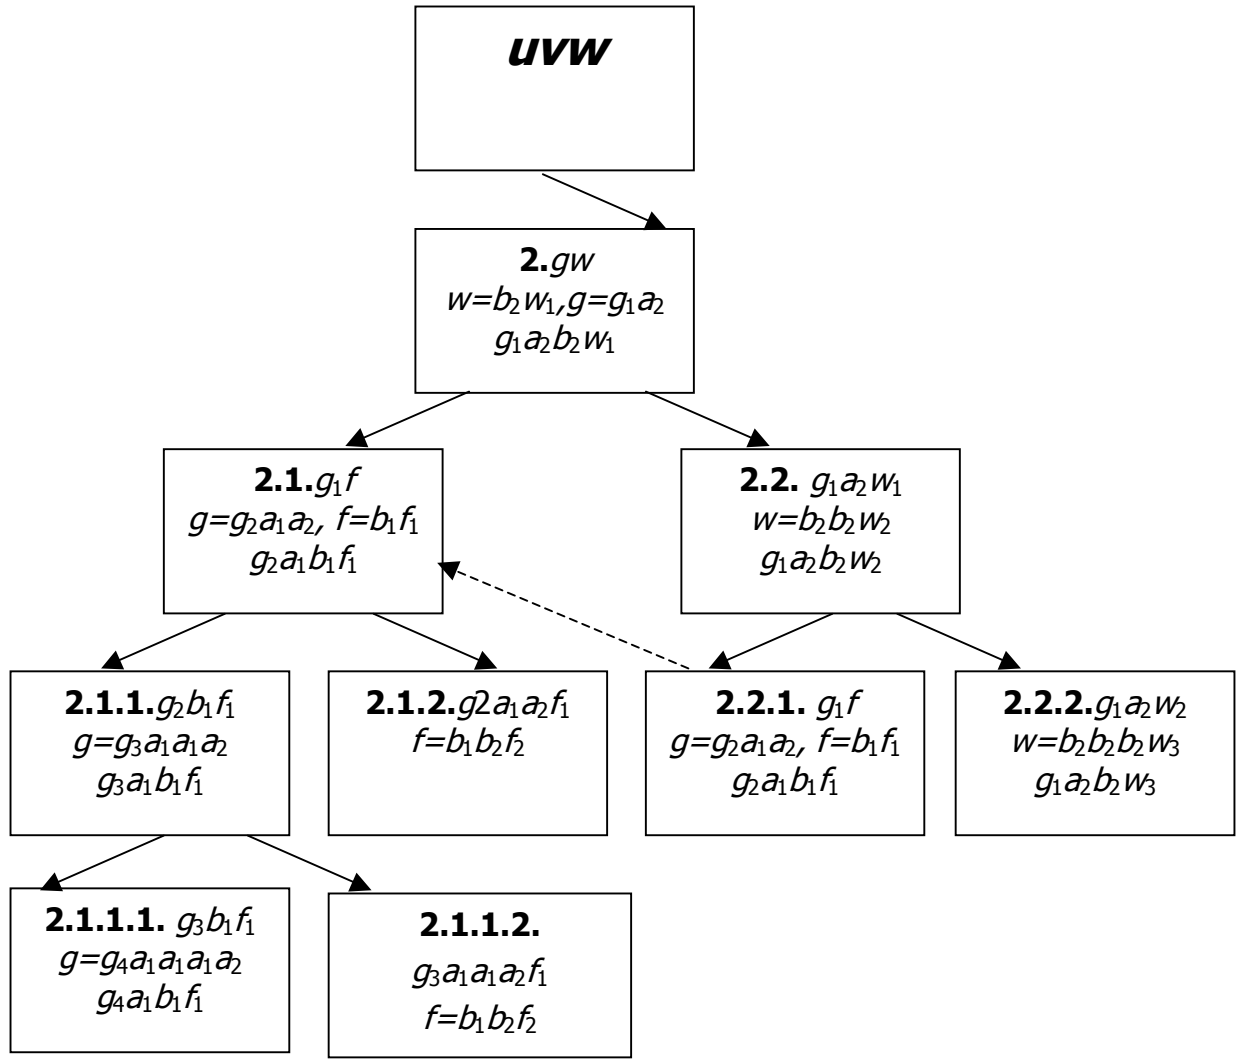 uvw
2.gw
w=b₂w₁,g=g₁a₂
g₁a₂b₂w₁
2.1.g₁f
g=g₂a₁a₂, f=b₁f₁
g₂a₁b₁f₁
2.2. g₁a₂w₁
w=b₂b₂w₂
g₁a₂b₂w₂
2.1.1.g₂b₁f₁
g=g₃a₁a₁a₂
g₃a₁b₁f₁
2.1.2.g2a₁a₂f₁
f=b₁b₂f₂
2.2.1. g₁f
g=g₂a₁a₂, f=b₁f₁
g₂a₁b₁f₁
2.2.2.g₁a₂w₂
w=b₂b₂b₂w₃
g₁a₂b₂w₃
2.1.1.1. g₃b₁f₁
g=g₄a₁a₁a₁a₂
g₄a₁b₁f₁
2.1.1.2.
g₃a₁a₁a₂f₁
f=b₁b₂f₂